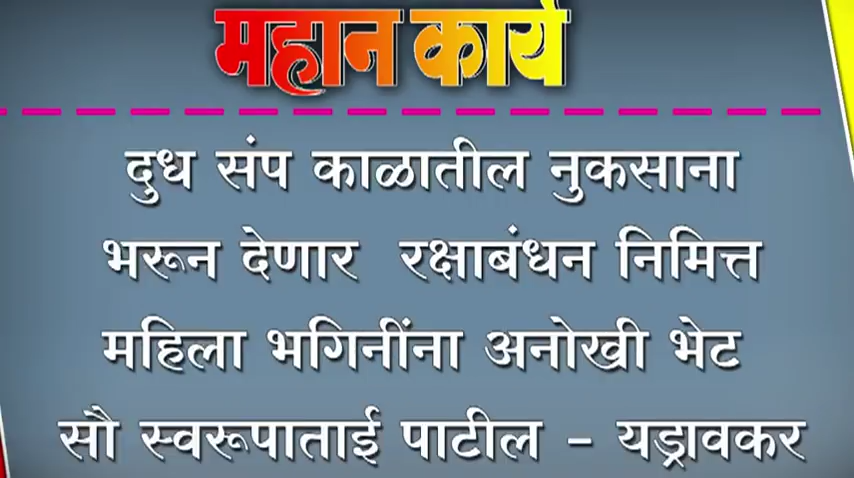 महान कार्य
दुध संप काळातील नुकसाना
भरून देणार रक्षाबंधन निमित्त
महिला भगिनींना अनोखी भेट
सौ स्वरूपाताई पाटील - यड्रावकर